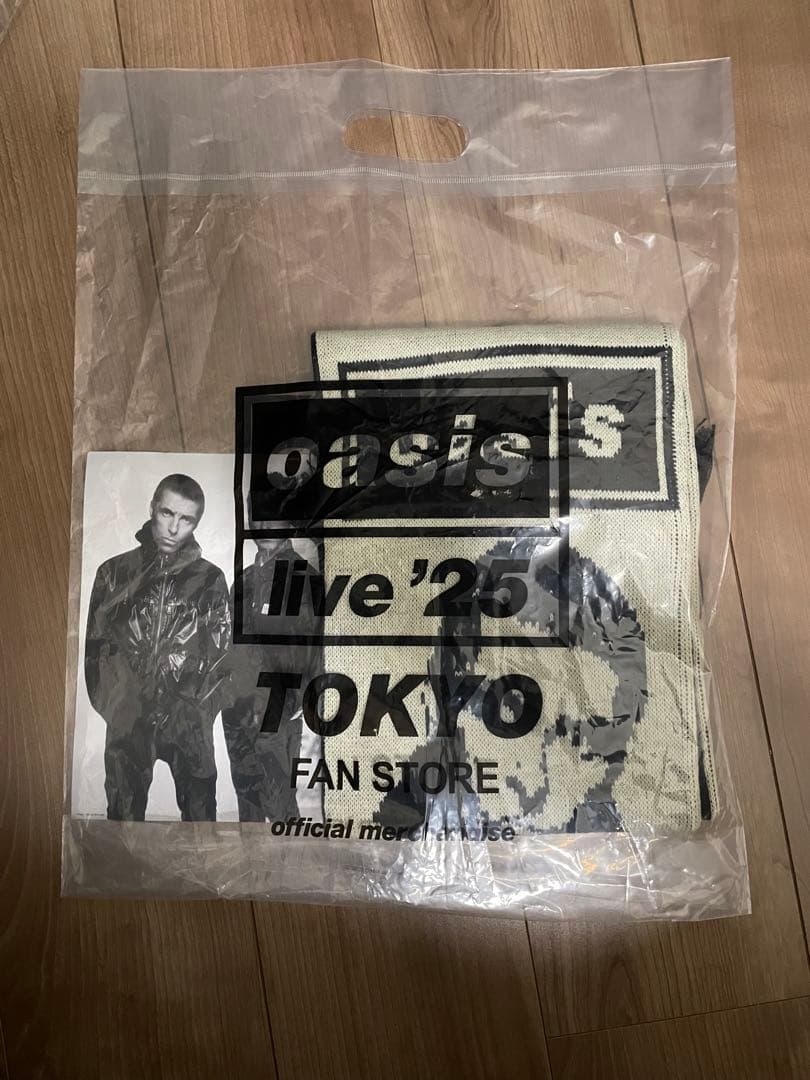 oasis
s
live '25
TOKYO
FAN STORE
official merchandise